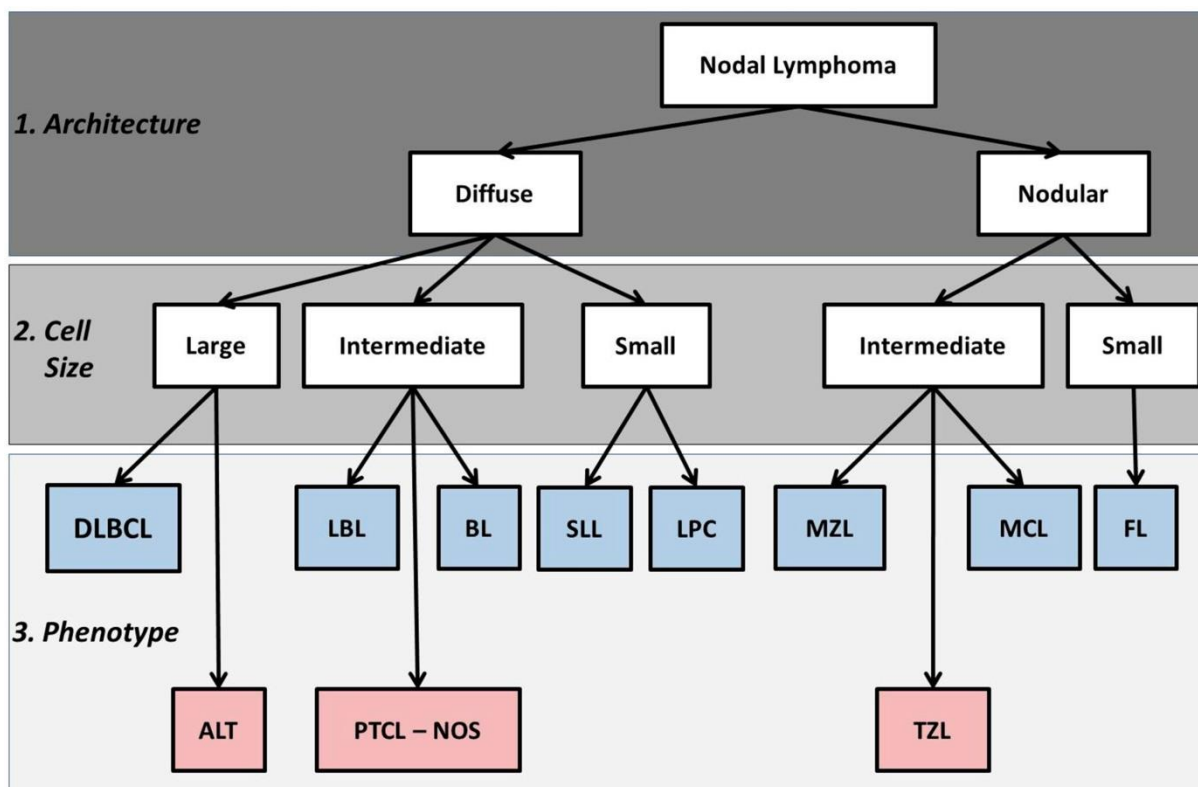 Nodal Lymphoma
1. Architecture
Diffuse
Nodular
2. Cell
Size
Large
Intermediate
Small
Intermediate
Small
DLBCL
LBL
BL
SLL
LPC
MZL
MCL
FL
3. Phenotype
ALT
PTCL – NOS
TZL